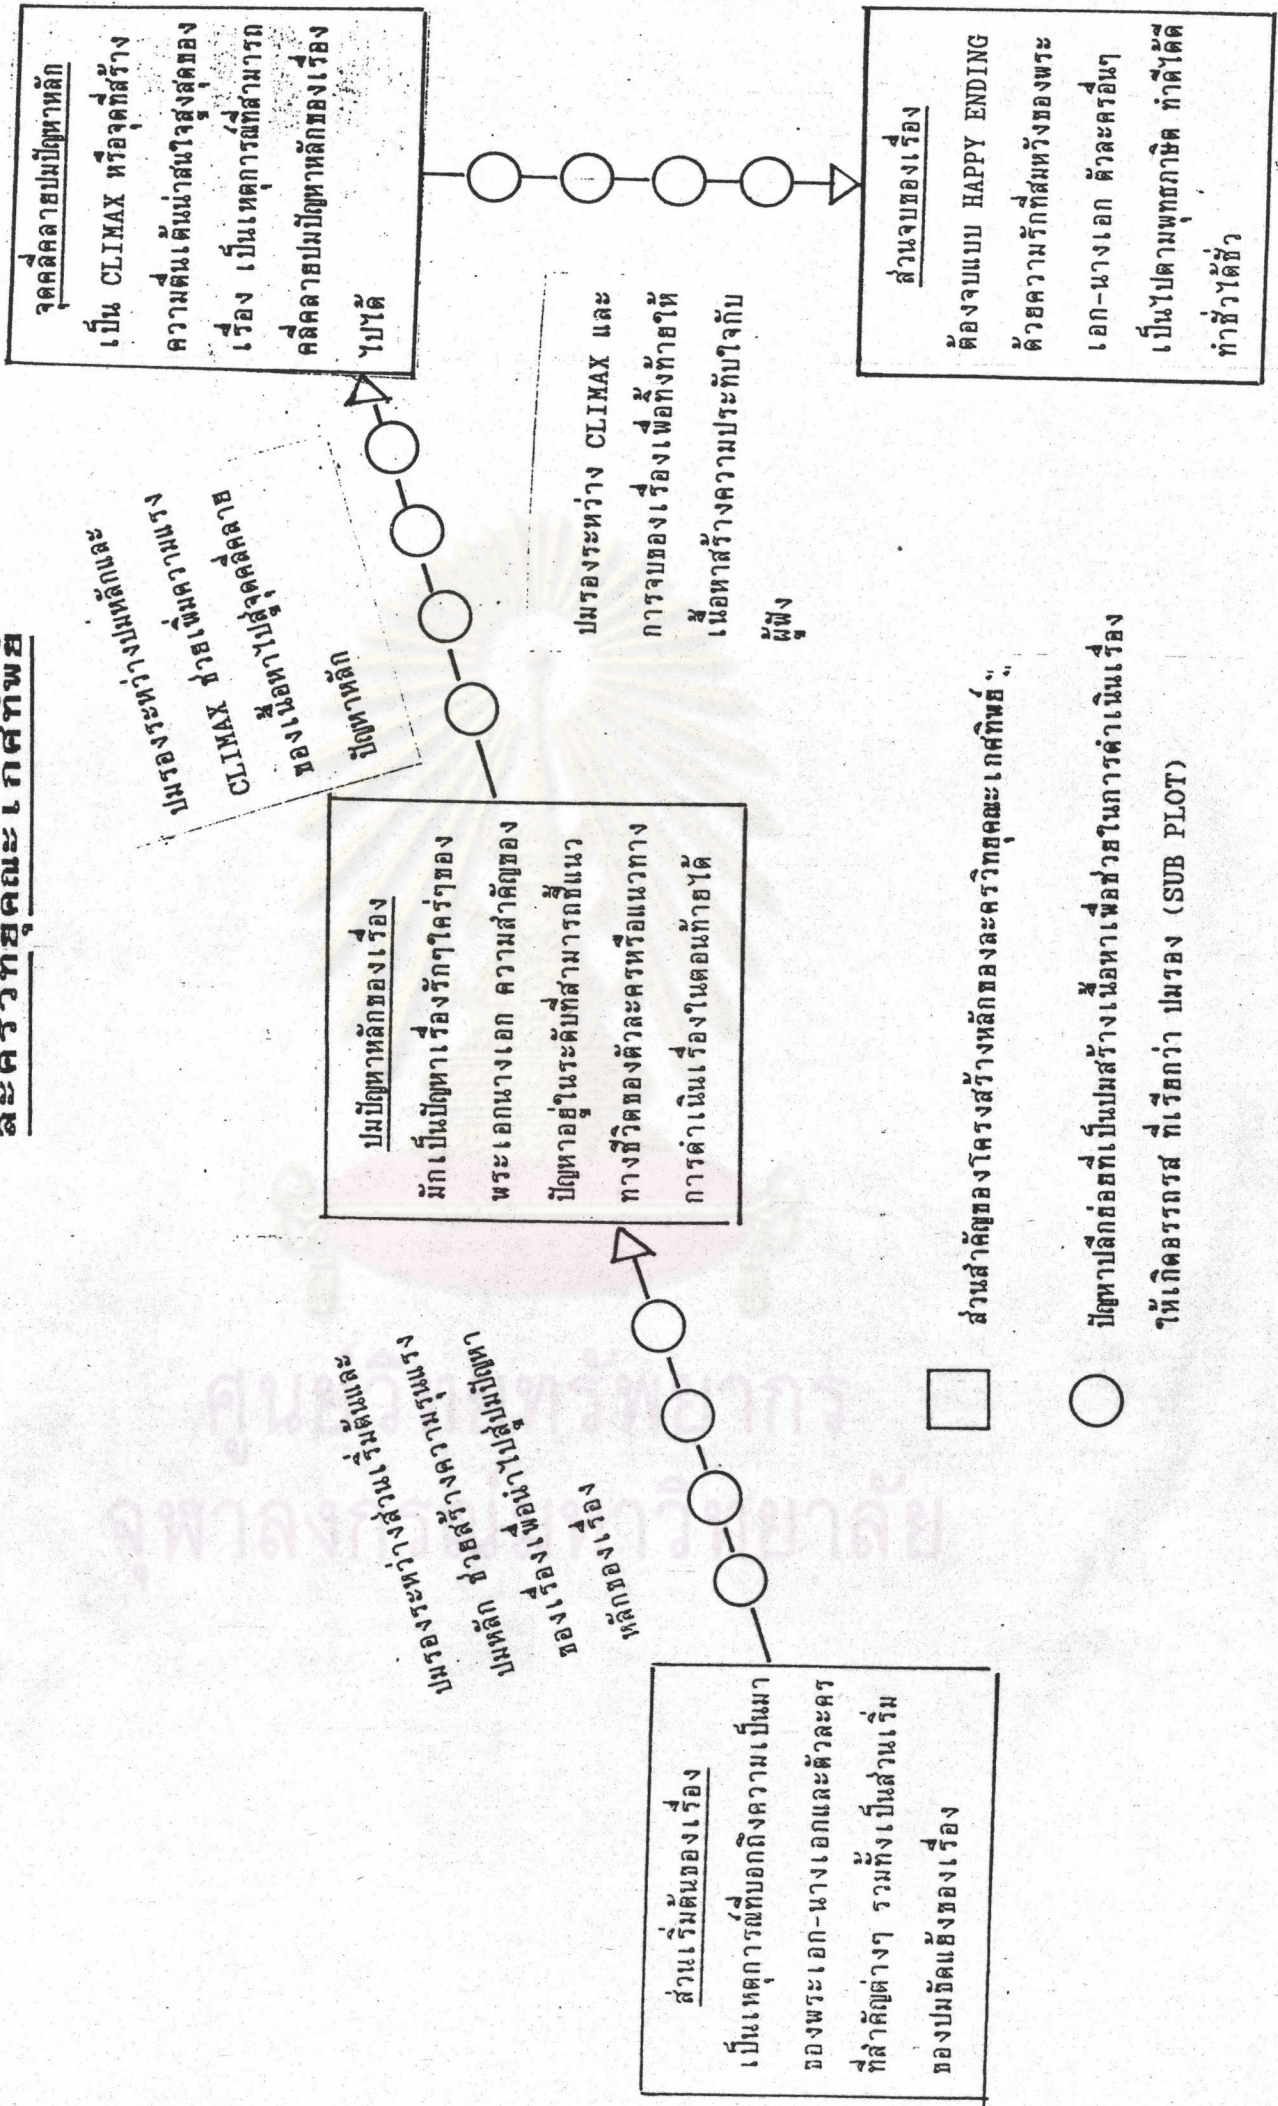 ละครวิทยุคณะเกศทิพย์
ส่วนเริ่มต้นของเรื่อง
เป็นเหตุการณ์ที่บอกถึงความเป็นมา
ของพระเอก-นางเอกและตัวละคร
ที่สำคัญต่างๆ รวมทั้งเป็นส่วนเริ่ม
ของปมขัดแย้งของเรื่อง
ปมรองระหว่างส่วนเริ่มต้นและ
ปมหลัก ช่วยสร้างความรุนแรง
ของเรื่องเพื่อนำไปสู่ปมปัญหา
หลักของเรื่อง
ปมปัญหาหลักของเรื่อง
มักเป็นปัญหาเรื่องรักๆใคร่ๆของ
พระเอกนางเอก ความสำคัญของ
ปัญหาอยู่ในระดับที่สามารถชี้แนว
ทางชีวิตของตัวละครหรือแนวทาง
การดำเนินเรื่องในตอนท้ายได้
ปมรองระหว่างปมหลักและ
CLIMAX ช่วยเพิ่มความแรง
ของเนื้อหาไปสู่จุดคลี่คลาย
ปัญหาหลัก
จุดคลี่คลายปมปัญหาหลัก
เป็น CLIMAX หรือจุดที่สร้าง
ความตื่นเต้นน่าสนใจสูงสุดของ
เรื่อง เป็นเหตุการณ์ที่สามารถ
คลี่คลายปมปัญหาหลักของเรื่อง
ไปได้
ปมรองระหว่าง CLIMAX และ
การจบของเรื่องเพื่อทิ้งท้ายให้
เนื้อหาสร้างความประทับใจกับ
ผู้ฟัง
ส่วนจบของเรื่อง
ต้องจบแบบ HAPPY ENDING
ด้วยความรักที่สมหวังของพระ
เอก-นางเอก ตัวละครอื่นๆ
เป็นไปตามพุทธภาษิต ทำดีได้ดี
ทำชั่วได้ชั่ว
ส่วนสำคัญของโครงสร้างหลักของละครวิทยุคณะเกศทิพย์ "
ปัญหาปลีกย่อยที่เป็นปมสร้างเนื้อหาเพื่อช่วยในการดำเนินเรื่อง
ให้เกิดอรรถรส ที่เรียกว่า ปมรอง (SUB PLOT)
ศูนย์วิทยทรัพยากร
จุฬาลงกรณ์มหาวิทยาลัย